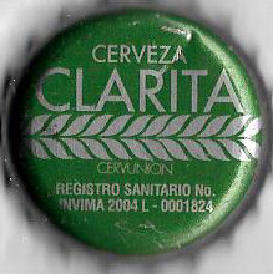 CERVEZA
CLARITA
CERVUNION
REGISTRO SANITARIO No.
INVIMA 2004 L - 0001824